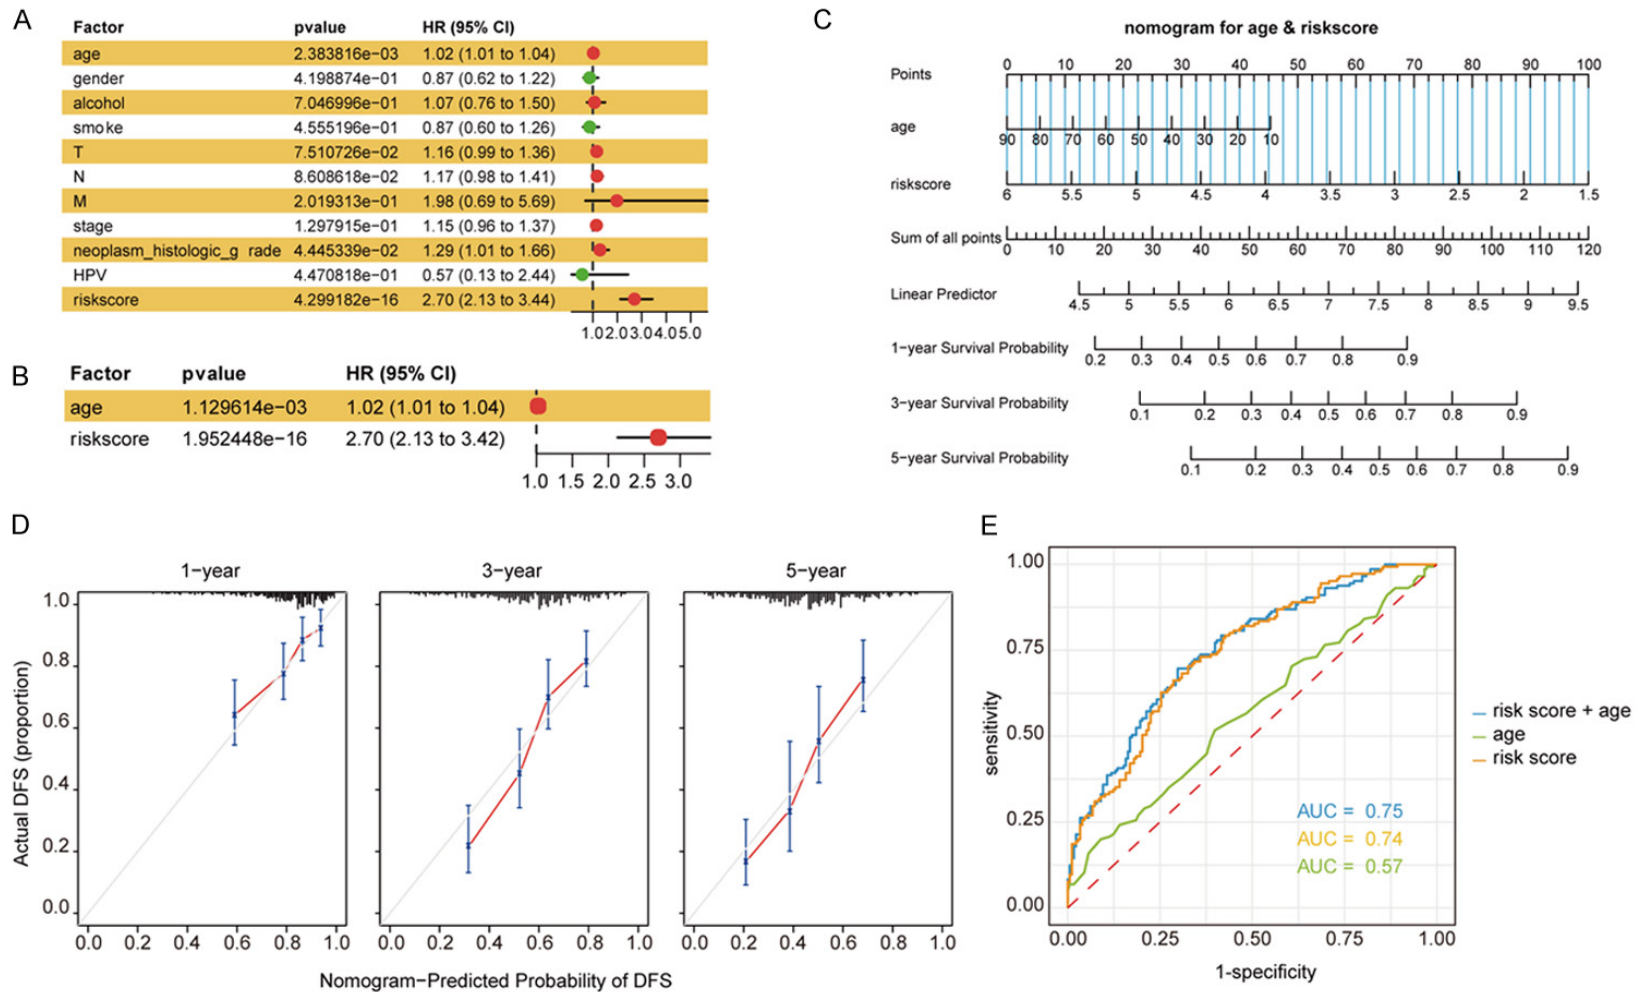 A
Factor pvalue HR (95% CI)
age 2.383816e−03 1.02 (1.01 to 1.04)
gender 4.198874e−01 0.87 (0.62 to 1.22)
alcohol 7.046996e−01 1.07 (0.76 to 1.50)
smoke 4.555196e−01 0.87 (0.60 to 1.26)
T 7.510726e−02 1.16 (0.99 to 1.36)
N 8.608618e−02 1.17 (0.98 to 1.41)
M 2.019313e−01 1.98 (0.69 to 5.69)
stage 1.297915e−01 1.15 (0.96 to 1.37)
neoplasm_histologic_g rade 4.445339e−02 1.29 (1.01 to 1.66)
HPV 4.470818e−01 0.57 (0.13 to 2.44)
riskscore 4.299182e−16 2.70 (2.13 to 3.44)
1.0 2.0 3.0 4.0 5.0
B
Factor pvalue HR (95% CI)
age 1.129614e−03 1.02 (1.01 to 1.04)
riskscore 1.952448e−16 2.70 (2.13 to 3.42)
1.0 1.5 2.0 2.5 3.0
C
nomogram for age & riskscore
Points 0 10 20 30 40 50 60 70 80 90 100
age 90 80 70 60 50 40 30 20 10
riskscore 6 5.5 5 4.5 4 3.5 3 2.5 2 1.5
Sum of all points 0 10 20 30 40 50 60 70 80 90 100 110 120
Linear Predictor 4.5 5 5.5 6 6.5 7 7.5 8 8.5 9 9.5
1−year Survival Probability 0.2 0.3 0.4 0.5 0.6 0.7 0.8 0.9
3−year Survival Probability 0.1 0.2 0.3 0.4 0.5 0.6 0.7 0.8 0.9
5−year Survival Probability 0.1 0.2 0.3 0.4 0.5 0.6 0.7 0.8 0.9
D
1−year 3−year 5−year
Actual DFS (proportion)
1.0
0.8
0.6
0.4
0.2
0.0
0.0 0.2 0.4 0.6 0.8 1.0
0.0 0.2 0.4 0.6 0.8 1.0
0.0 0.2 0.4 0.6 0.8 1.0
Nomogram−Predicted Probability of DFS
E
sensitivity
1.00
0.75
0.50
0.25
0.00
AUC = 0.75
AUC = 0.74
AUC = 0.57
0.00 0.25 0.50 0.75 1.00
1-specificity
risk score + age
age
risk score